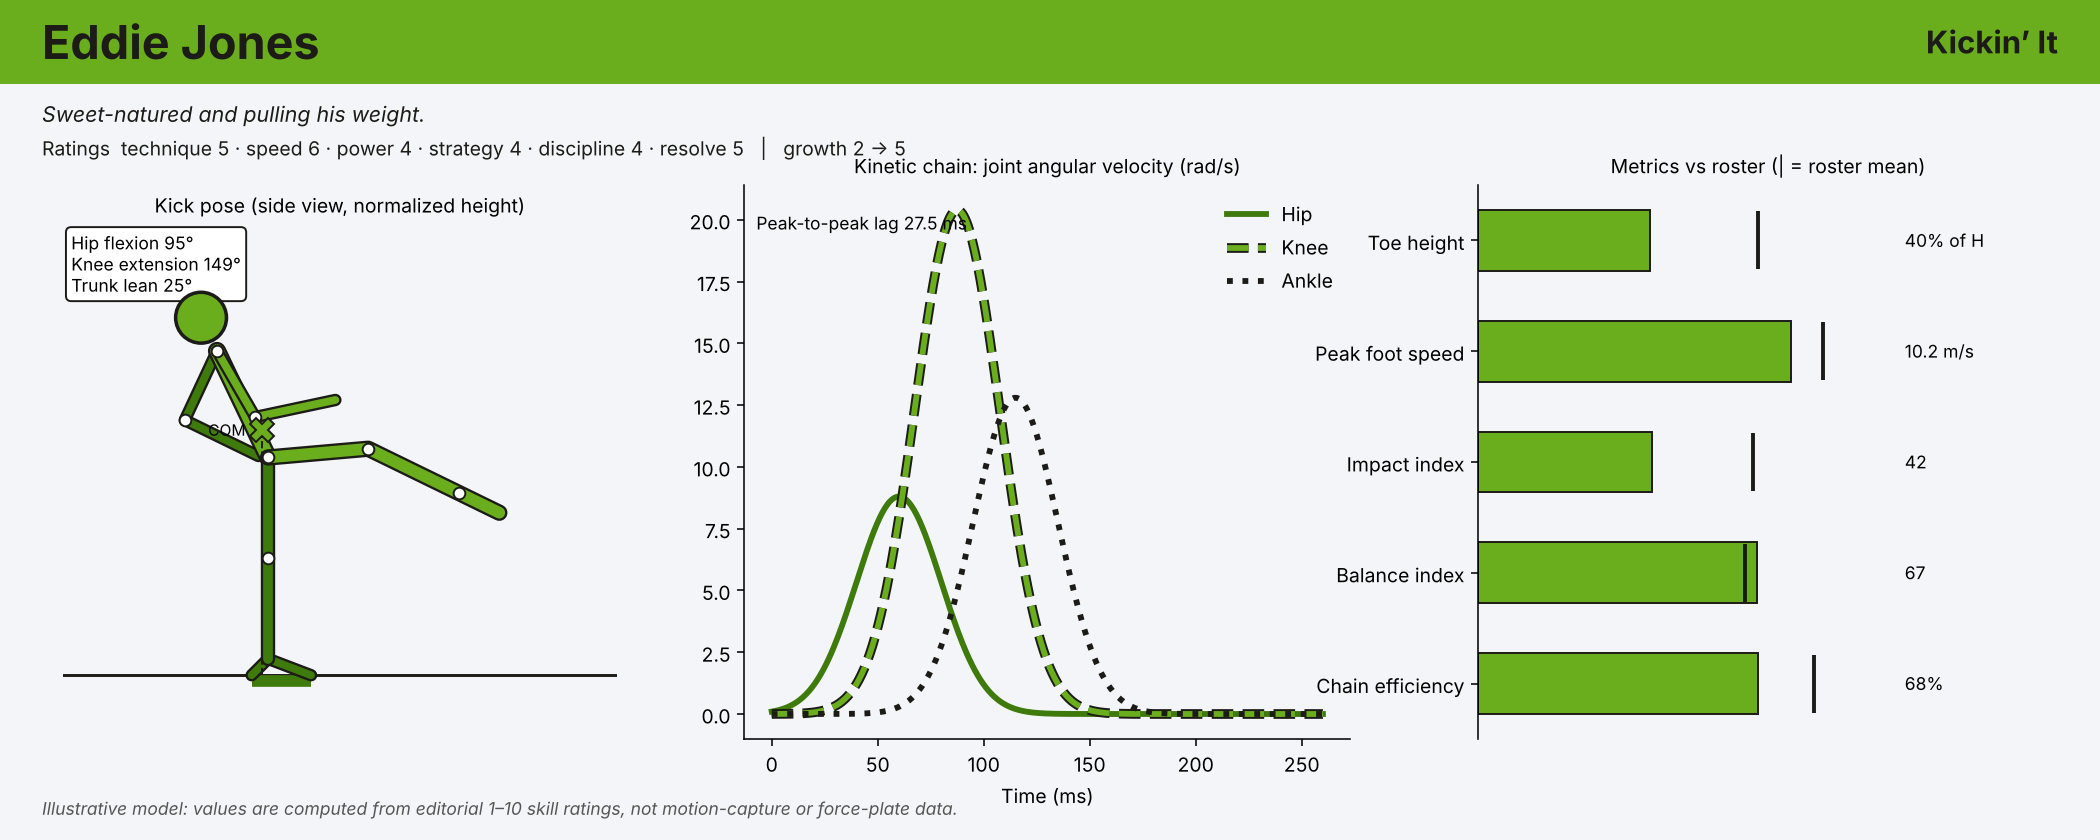 Eddie Jones
Kickin’ It
Sweet-natured and pulling his weight.
Ratings  technique 5 · speed 6 · power 4 · strategy 4 · discipline 4 · resolve 5  |  growth 2 → 5
Kick pose (side view, normalized height)
Hip flexion 95°
Knee extension 149°
Trunk lean 25°
COM
Kinetic chain: joint angular velocity (rad/s)
Peak-to-peak lag 27.5 ms
Hip
Knee
Ankle
20.0
17.5
15.0
12.5
10.0
7.5
5.0
2.5
0.0
0
50
100
150
200
250
Time (ms)
Metrics vs roster (| = roster mean)
Toe height
40% of H
Peak foot speed
10.2 m/s
Impact index
42
Balance index
67
Chain efficiency
68%
Illustrative model: values are computed from editorial 1–10 skill ratings, not motion-capture or force-plate data.